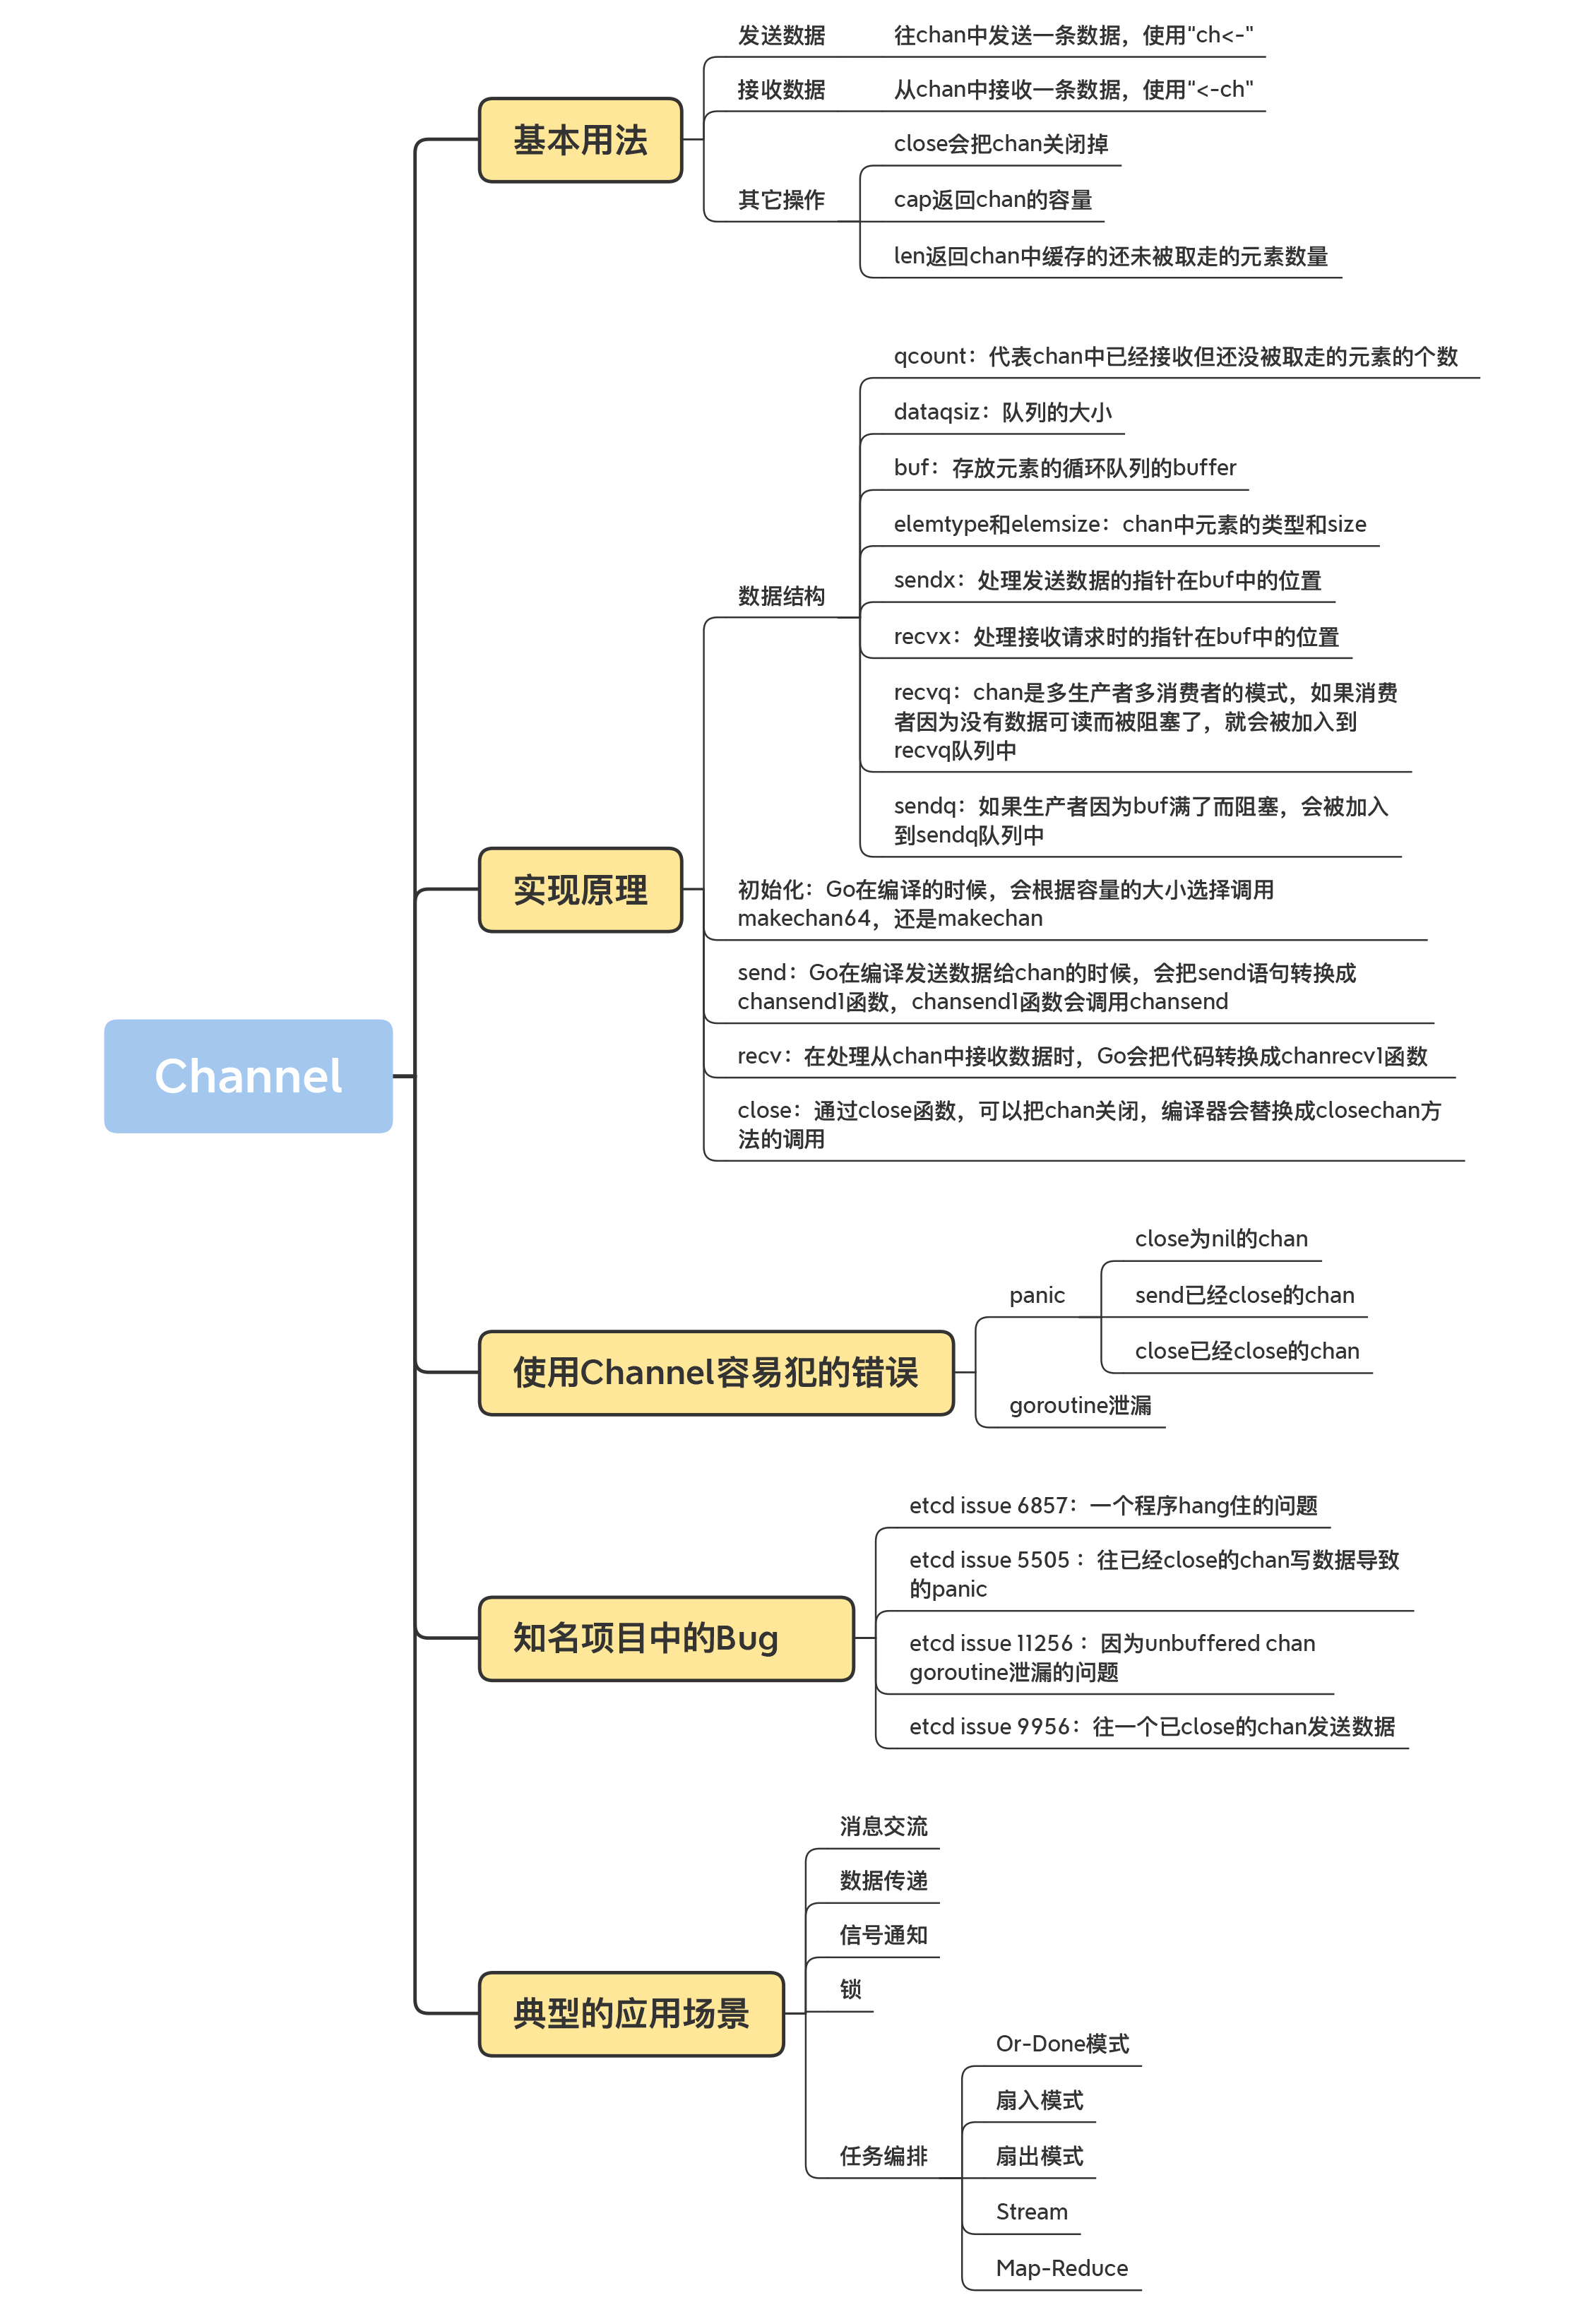 Channel
基本用法
发送数据
往chan中发送一条数据，使用"ch<-"
接收数据
从chan中接收一条数据，使用"<-ch"
其它操作
close会把chan关闭掉
cap返回chan的容量
len返回chan中缓存的还未被取走的元素数量
实现原理
数据结构
qcount：代表chan中已经接收但还没被取走的元素的个数
dataqsiz：队列的大小
buf：存放元素的循环队列的buffer
elemtype和elemsize：chan中元素的类型和size
sendx：处理发送数据的指针在buf中的位置
recvx：处理接收请求时的指针在buf中的位置
recvq：chan是多生产者多消费者的模式，如果消费
者因为没有数据可读而被阻塞了，就会被加入到
recvq队列中
sendq：如果生产者因为buf满了而阻塞，会被加入
到sendq队列中
初始化：Go在编译的时候，会根据容量的大小选择调用
makechan64，还是makechan
send：Go在编译发送数据给chan的时候，会把send语句转换成
chansend1函数，chansend1函数会调用chansend
recv：在处理从chan中接收数据时，Go会把代码转换成chanrecv1函数
close：通过close函数，可以把chan关闭，编译器会替换成closechan方
法的调用
使用Channel容易犯的错误
panic
close为nil的chan
send已经close的chan
close已经close的chan
goroutine泄漏
知名项目中的Bug
etcd issue 6857：一个程序hang住的问题
etcd issue 5505 ：往已经close的chan写数据导致
的panic
etcd issue 11256 ：因为unbuffered chan
goroutine泄漏的问题
etcd issue 9956：往一个已close的chan发送数据
典型的应用场景
消息交流
数据传递
信号通知
锁
任务编排
Or-Done模式
扇入模式
扇出模式
Stream
Map-Reduce